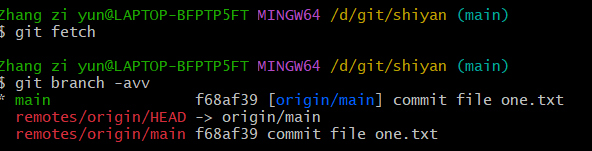 Zhang zi yun@LAPTOP-BFPTP5FT MINGW64 /d/git/shiyan (main)
$ git fetch
Zhang zi yun@LAPTOP-BFPTP5FT MINGW64 /d/git/shiyan (main)
$ git branch -avv
* main                f68af39 [origin/main] commit file one.txt
  remotes/origin/HEAD -> origin/main
  remotes/origin/main f68af39 commit file one.txt